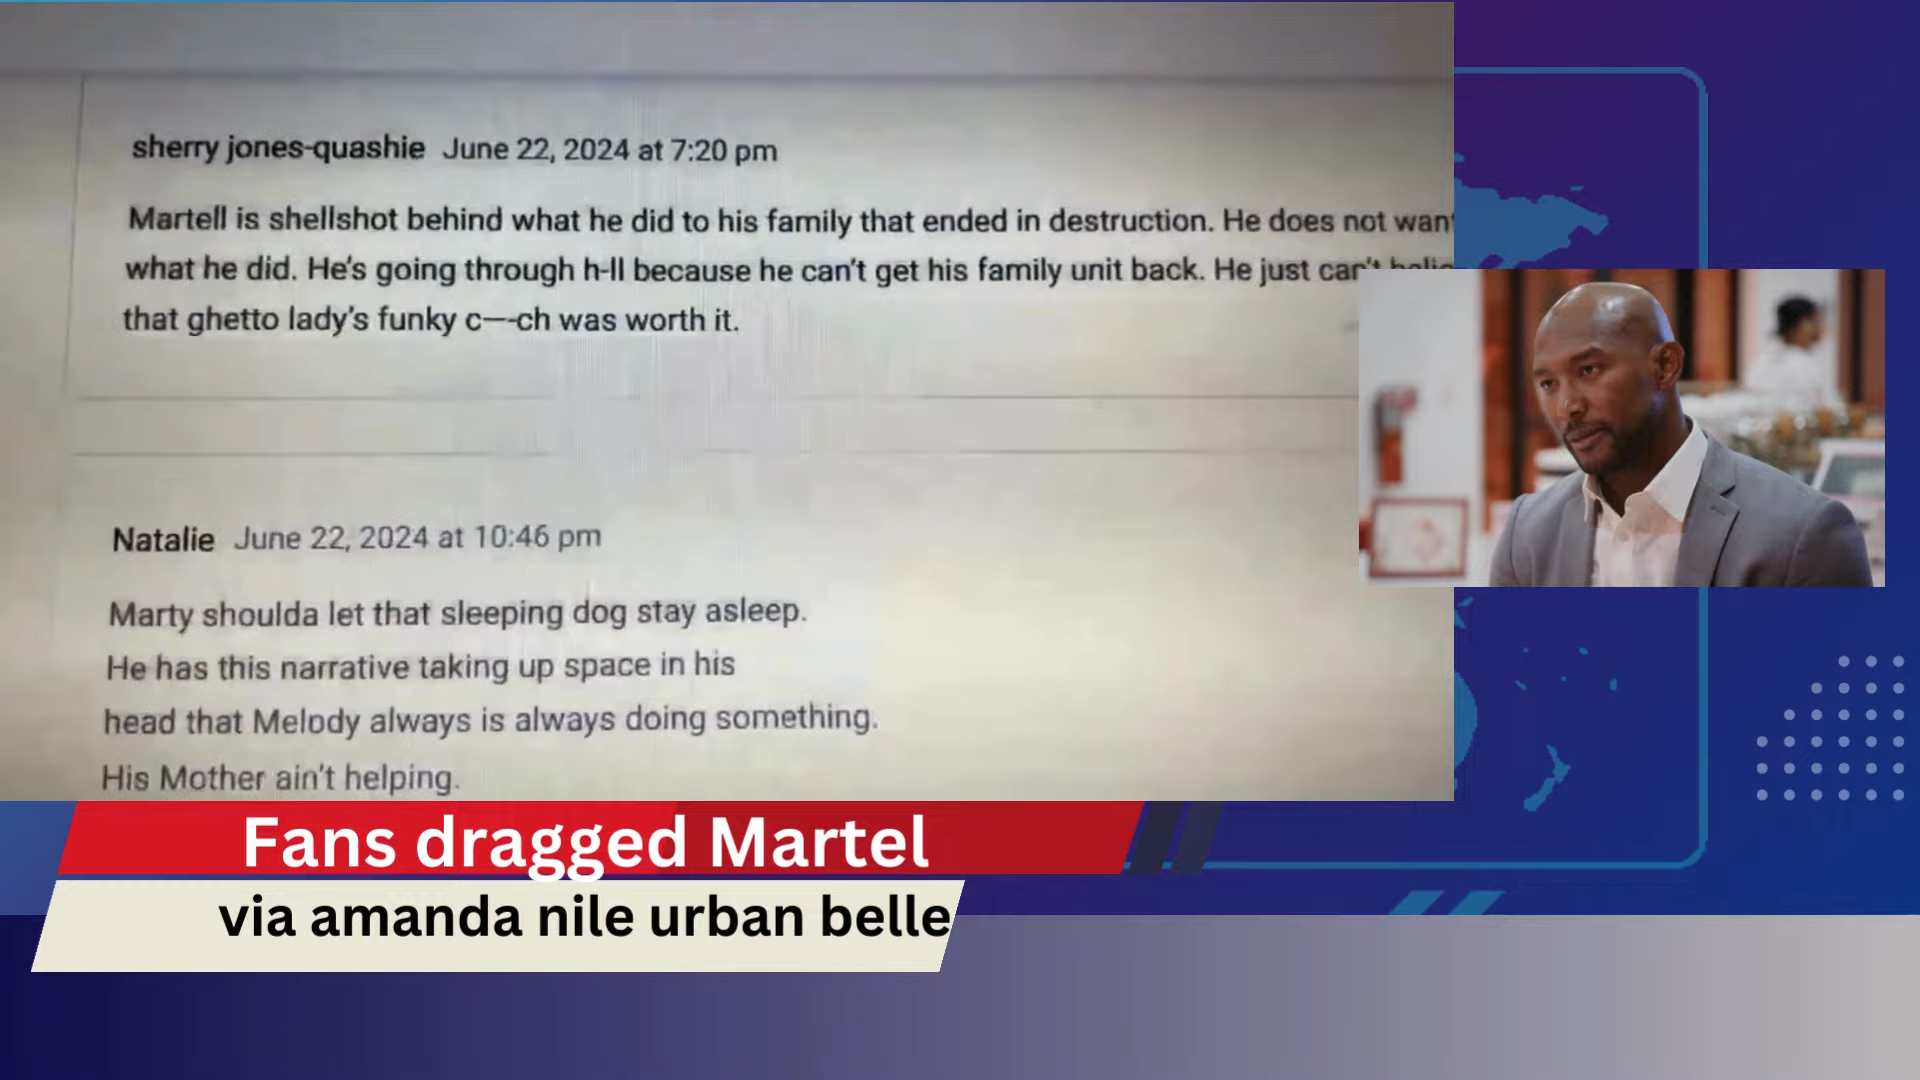 sherry jones-quashie June 22, 2024 at 7:20 pm
Martell is shellshot behind what he did to his family that ended in destruction. He does not want
what he did. He's going through h-ll because he can't get his family unit back. He just can't
that ghetto lady's funky c—-ch was worth it.
Natalie June 22, 2024 at 10:46 pm
Marty shoulda let that sleeping dog stay asleep.
He has this narrative taking up space in his
head that Melody always is always doing something.
His Mother ain't helping.
Fans dragged Martel
via amanda nile urban belle